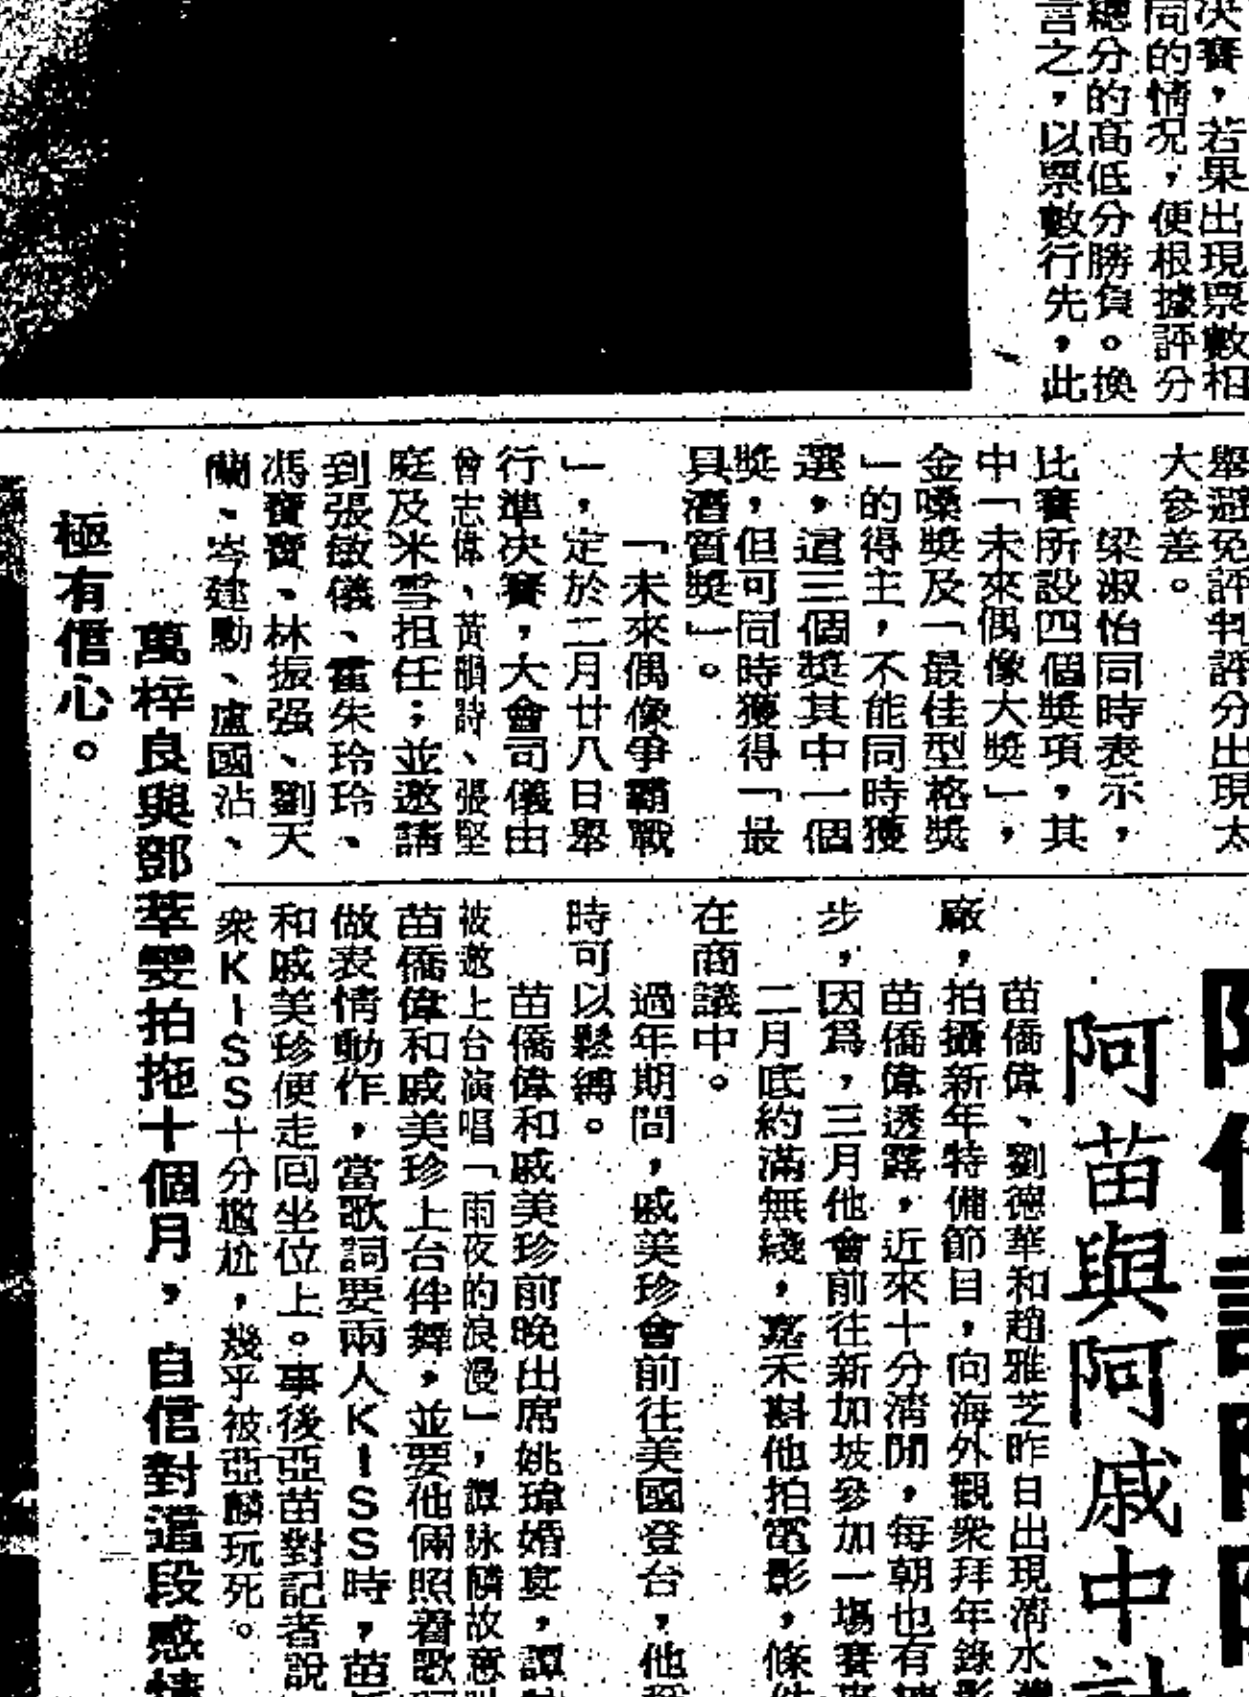 決賽，若果出現票數相
同的情況，便根據評分
總分的高低分勝負。換
言之，以票數行先，此
舉避免評判評分出現太
大參差。
梁淑怡同時表示，
比賽所設四個獎項，其
中「未來偶像大獎」，
金嗓獎及「最佳型格獎
」的得主，不能同時獲
選，這三個獎其中一個
獎，但可同時獲得「最
具潛質獎」。
「未來偶像爭霸戰
」，定於二月廿八日舉
行準決賽，大會司儀由
曾志偉、黃韻詩、張堅
庭及米雪担任；並邀請
到張敏儀、霍朱玲玲、
馮寶寶、林振强、劉天
蘭、岑建勳、盧國沾、
阿苗與阿戚中計
苗僑偉、劉德華和趙雅芝昨日出現清水灣
廠，拍攝新年特備節目，向海外觀衆拜年錄影
苗僑偉透露，近來十分清閒，每朝也有
步，因爲，三月他會前往新加坡參加一場賽
二月底約滿無綫，嘉禾斟他拍電影，條件
在商議中。
過年期間，戚美珍會前往美國登台，他
時可以鬆縛。
苗僑偉和戚美珍前晚出席姚瑋婚宴，譚
被邀上台演唱「雨夜的浪漫」，譚詠麟故意
苗僑偉和戚美珍上台伴舞，並要他倆照着歌詞
做表情動作，當歌詞要兩人KISS時，苗
和戚美珍便走回坐位上。事後亞苗對記者說
衆KISS十分尷尬，幾乎被亞麟玩死。
萬梓良與鄧萃雯拍拖十個月，自信對這段感情
極有信心。